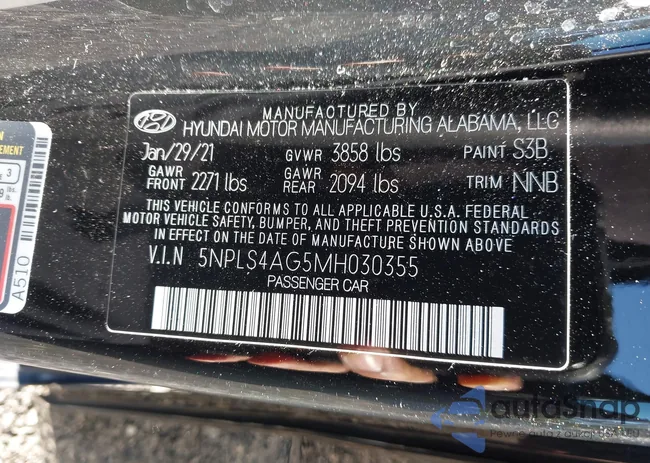 MANUFACTURED BY
HYUNDAI MOTOR MANUFACTURING ALABAMA, LLC
Jan/29/21 GVWR 3858 lbs PAINT S3B
GAWR FRONT 2271 lbs GAWR REAR 2094 lbs TRIM NNB
THIS VEHICLE CONFORMS TO ALL APPLICABLE U.S.A. FEDERAL
MOTOR VEHICLE SAFETY, BUMPER, AND THEFT PREVENTION STANDARDS
IN EFFECT ON THE DATE OF MANUFACTURE SHOWN ABOVE
V.I.N 5NPLS4AG5MH030355
PASSENGER CAR
A510
3
autoSnap